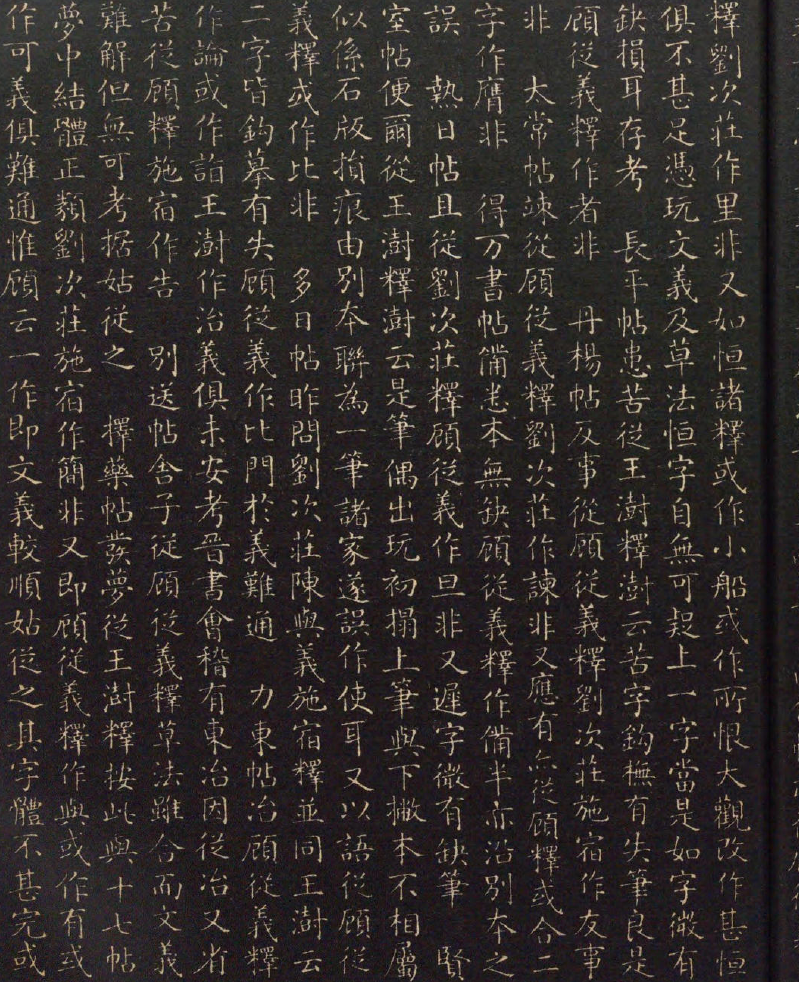 釋劉次莊作里非又如恒諸釋或作小船或作所恨大觀改作甚恒
俱不甚足憑玩文義及草法恒字自無可疑上一字當是如字微有
缺損耳存考　長平帖患苦從王澍釋澍云苦字鈎橅有失筆良是
顧從義釋作者非　丹楊帖反事從顧從義釋劉次莊施宿作友事
非　太常帖竦從顧從義釋劉次莊作諫非又應有点從顧釋或合二
字作膺非　得万書帖備悉本無缺顧從義釋作備半亦沿別本之
誤　熱日帖且從劉次莊釋顧從義作旦非又遲字微有缺筆　賢
室帖便爾從王澍釋澍云是筆偶出玩初搨上筆與下撇本不相屬
似係石版損痕由別本聯為一筆諸家遂誤作使耳又以語從顧從
義釋或作比非　多日帖昨問劉次莊陳與義施宿釋並同王澍云
二字皆鈎摹有失顧從義作比門於義難通　力東帖冶顧從義釋
作論或作詣王澍作治義俱未安考晉書會稽有東冶因從冶又省
苦從顧釋施宿作告　別送帖舍子從顧從義釋草法雖合而文義
難解但無可考據姑從之　擇藥帖發夢從王澍釋按此與十七帖
夢中結體正類劉次莊施宿作簡非又即顧從義釋作與或作有或
作可義俱難通惟顧云一作即文義較順姑從之其字體不甚完或